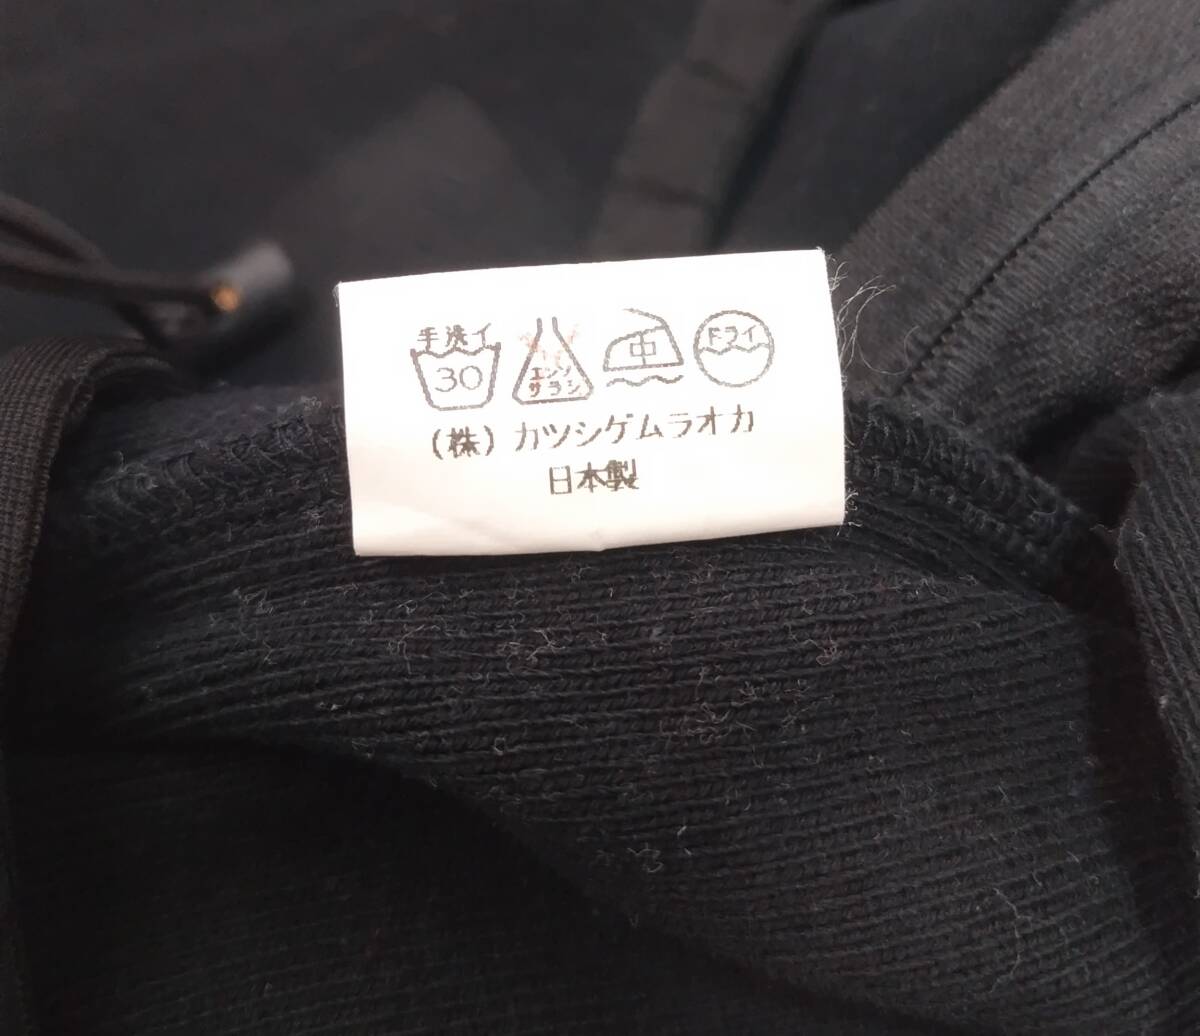 手洗イ
30
エンソ
サラシ
中
ドライ
(株) カツシゲムラオカ
日本製